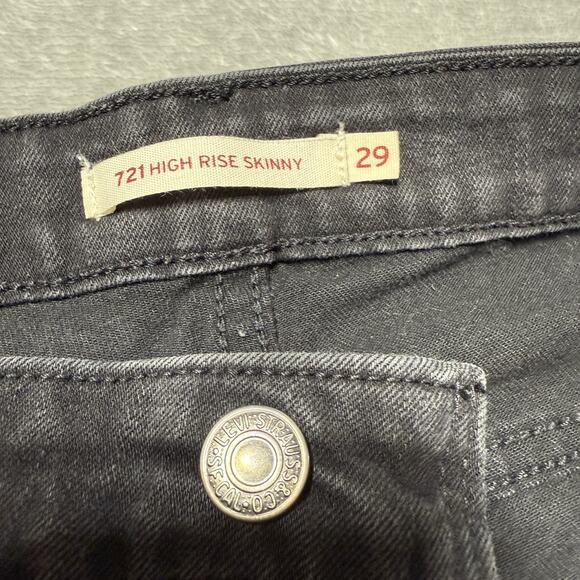 721 HIGH RISE SKINNY
29
LEVI STRAUSS & CO.